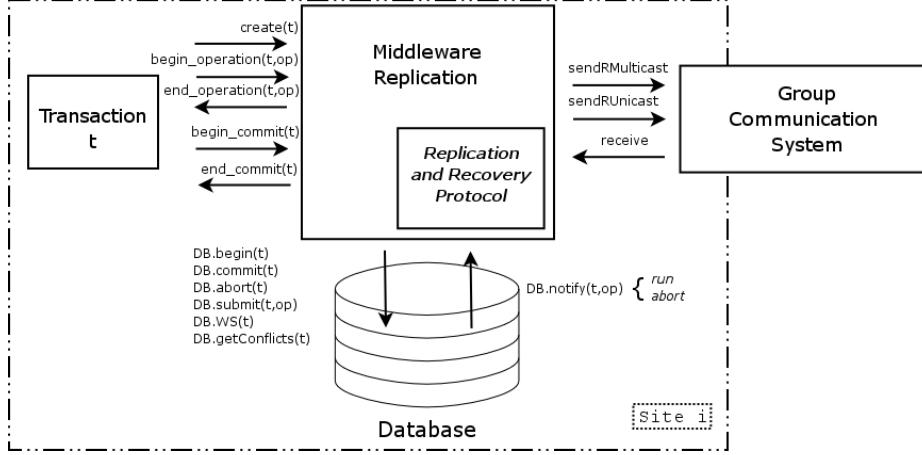 create(t)
begin_operation(t,op)
end_operation(t,op)
begin_commit(t)
end_commit(t)
Transaction
t
Middleware
Replication
Replication
and Recovery
Protocol
sendRMulticast
sendRUnicast
receive
Group
Communication
System
DB.begin(t)
DB.commit(t)
DB.abort(t)
DB.submit(t,op)
DB.WS(t)
DB.getConflicts(t)
DB.notify(t,op) { run
abort
Database
Site i